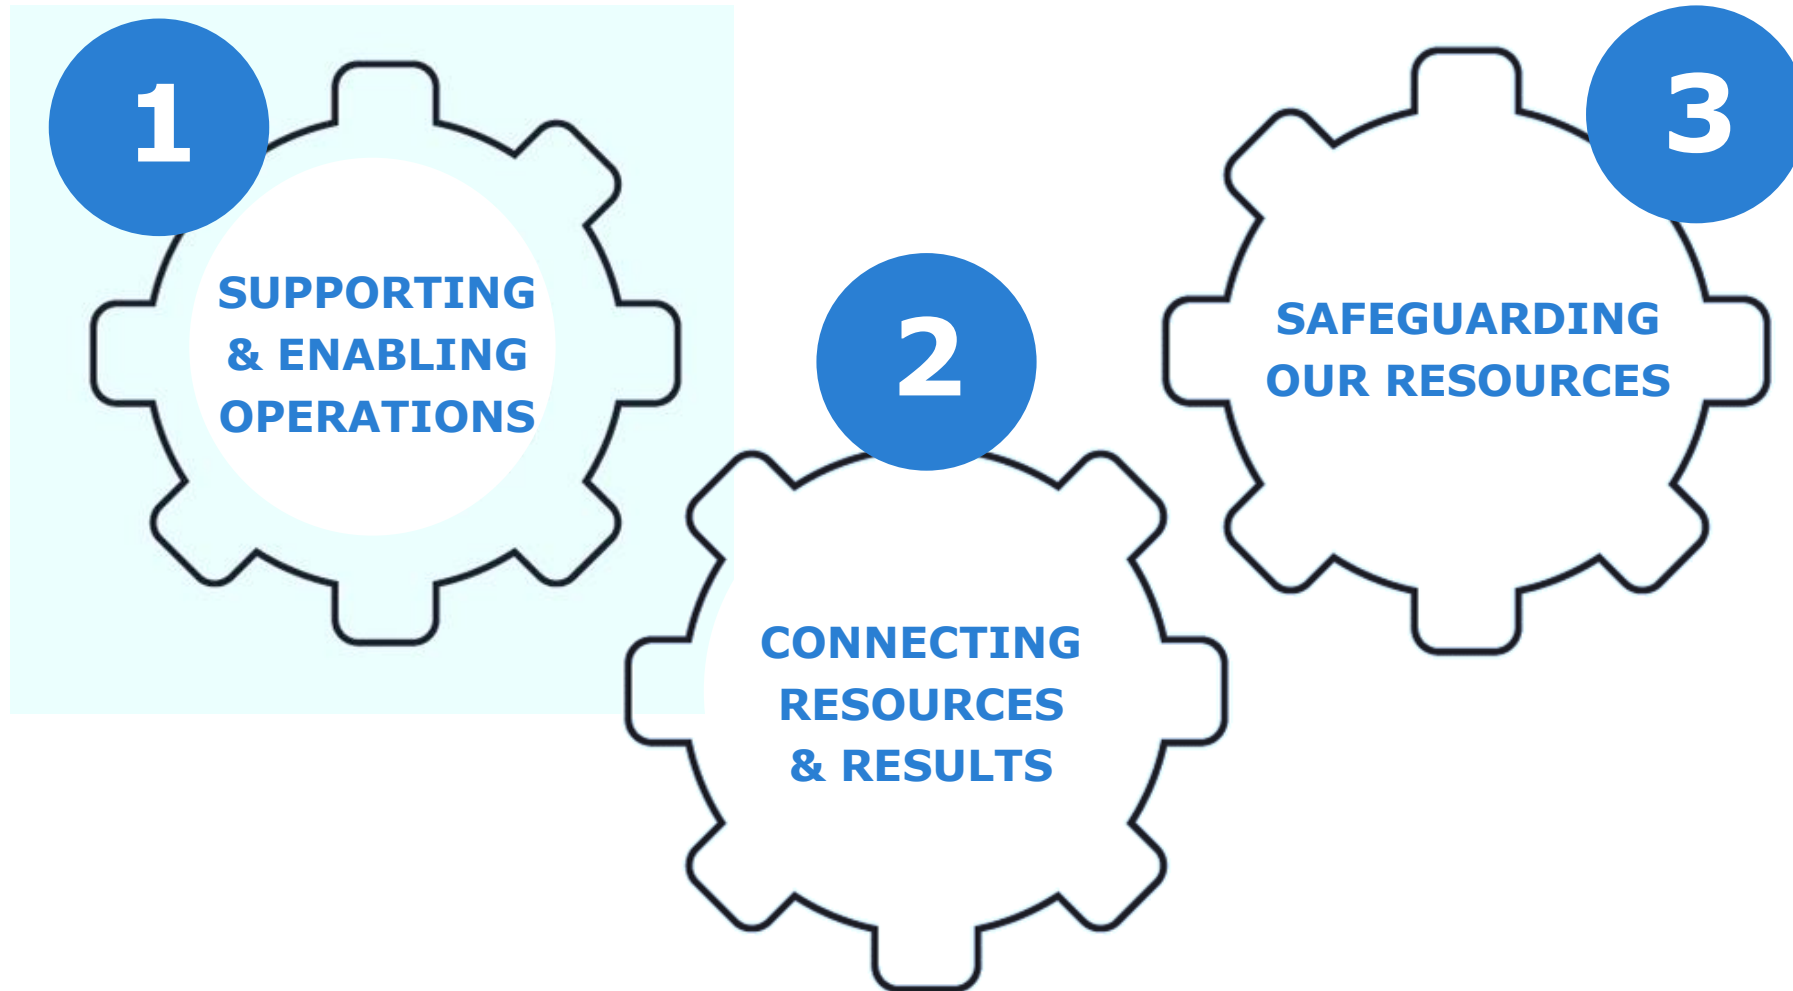 1
SUPPORTING
& ENABLING
OPERATIONS
2
CONNECTING
RESOURCES
& RESULTS
3
SAFEGUARDING
OUR RESOURCES